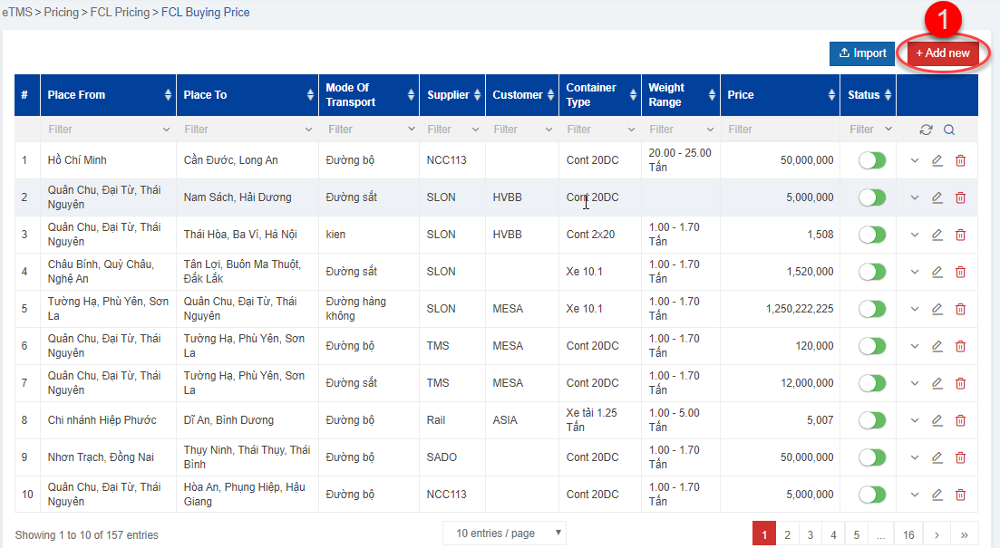 eTMS > Pricing > FCL Pricing > FCL Buying Price
1
Import
+ Add new
# Place From Place To Mode Of Transport Supplier Customer Container Type Weight Range Price Status
Filter Filter Filter Filter Filter Filter Filter Filter Filter
1 Hồ Chí Minh Cần Đước, Long An Đường bộ NCC113 Cont 20DC 20.00 - 25.00 Tấn 50,000,000
2 Quân Chu, Đại Từ, Thái Nguyên Nam Sách, Hải Dương Đường sắt SLON HVBB Cont 20DC 5,000,000
3 Quân Chu, Đại Từ, Thái Nguyên Thái Hòa, Ba Vì, Hà Nội kien SLON HVBB Cont 2x20 1.00 - 1.70 Tấn 1,508
4 Châu Bính, Quỳ Châu, Nghệ An Tân Lợi, Buôn Ma Thuột, Đắk Lắk Đường sắt SLON Xe 10.1 1.00 - 1.70 Tấn 1,520,000
5 Tường Hạ, Phù Yên, Sơn La Quân Chu, Đại Từ, Thái Nguyên Đường hàng không SLON MESA Xe 10.1 1.00 - 1.70 Tấn 1,250,222,225
6 Quân Chu, Đại Từ, Thái Nguyên Tường Hạ, Phù Yên, Sơn La Đường bộ TMS MESA Cont 20DC 1.00 - 1.70 Tấn 120,000
7 Quân Chu, Đại Từ, Thái Nguyên Tường Hạ, Phù Yên, Sơn La Đường sắt TMS MESA Cont 20DC 1.00 - 1.70 Tấn 12,000,000
8 Chi nhánh Hiệp Phước Dĩ An, Bình Dương Đường bộ Rail ASIA Xe tải 1.25 Tấn 1.00 - 5.00 Tấn 5,007
9 Nhơn Trạch, Đồng Nai Thụy Ninh, Thái Thụy, Thái Bình Đường bộ SADO Cont 20DC 1.00 - 1.70 Tấn 50,000,000
10 Quân Chu, Đại Từ, Thái Nguyên Hòa An, Phụng Hiệp, Hậu Giang Đường bộ NCC113 Cont 20DC 1.00 - 1.70 Tấn 5,000,000
Showing 1 to 10 of 157 entries 10 entries / page 1 2 3 4 5 ... 16 › »